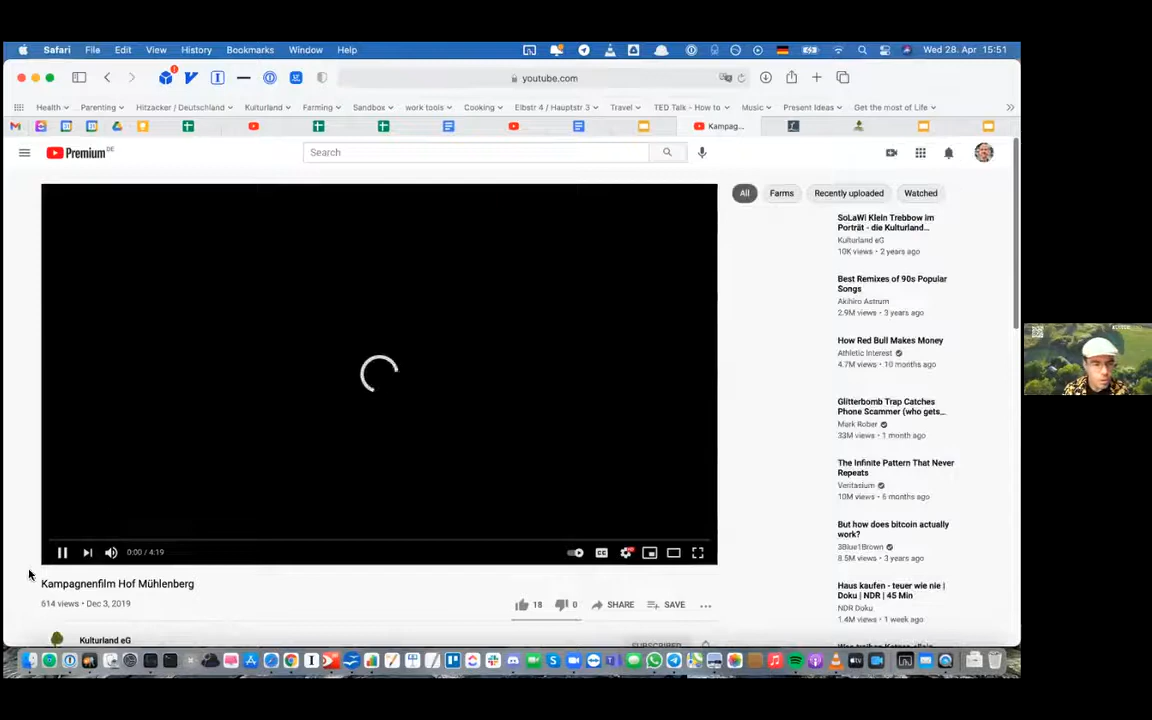 Safari File Edit View History Bookmarks Window Help Wed 28. Apr 15:51
youtube.com
Health Parenting Hitzacker / Deutschland Kulturland Farming Sandbox work tools Cooking Elbstr 4 / Hauptstr 3 Travel TED Talk - How to Music Present Ideas Get the most of Life
Kampag...
Premium DE
Search
All Farms Recently uploaded Watched
SoLaWi Klein Trebbow im
Porträt - die Kulturland...
Kulturland eG
10K views • 2 years ago
Best Remixes of 90s Popular
Songs
Akihiro Astrum
2.9M views • 3 years ago
How Red Bull Makes Money
Athletic Interest
4.7M views • 10 months ago
Glitterbomb Trap Catches
Phone Scammer (who gets...
Mark Rober
33M views • 1 month ago
The Infinite Pattern That Never
Repeats
Veritasium
10M views • 6 months ago
But how does bitcoin actually
work?
3Blue1Brown
8.5M views • 3 years ago
Haus kaufen - teuer wie nie |
Doku | NDR | 45 Min
NDR Doku
1.4M views • 1 week ago
0:00 / 4:19
Kampagnenfilm Hof Mühlenberg
614 views • Dec 3, 2019
18 0 SHARE SAVE
Kulturland eG
SUBSCRIBED